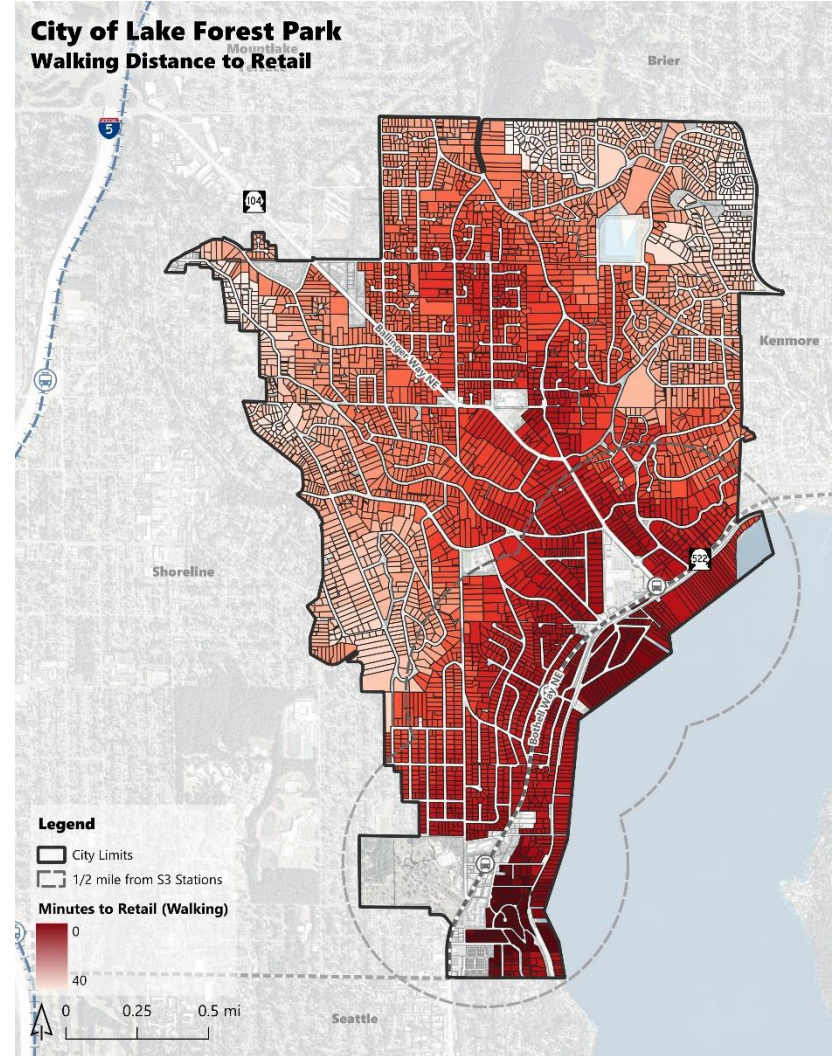 City of Lake Forest Park
Walking Distance to Retail
Mountlake
Terrace
Brier
5
104
Ballinger Way NE
Kenmore
522
Shoreline
Bothell Way NE
Legend
City Limits
1/2 mile from S3 Stations
Minutes to Retail (Walking)
0
40
0 0.25 0.5 mi
Seattle